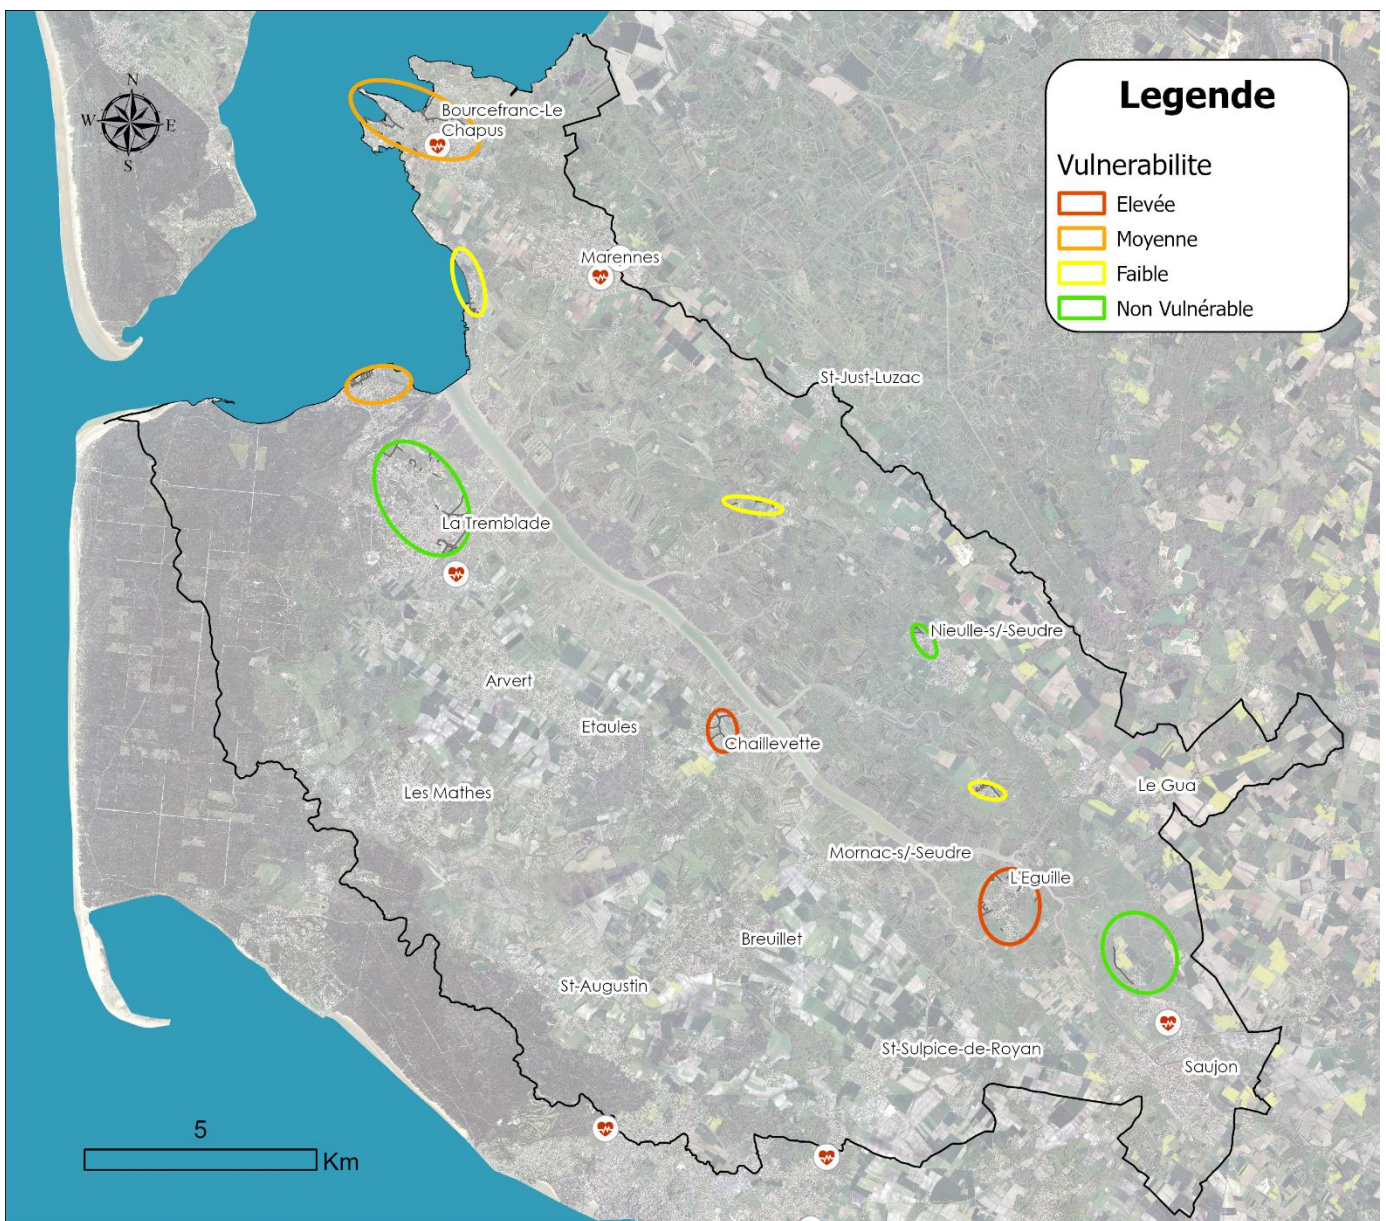 N
W
E
S
Legende
Vulnerabilite
Elevée
Moyenne
Faible
Non Vulnérable
Bourcefranc-Le
Chapus
Marennes
St-Just-Luzac
La Tremblade
Nieulle-s/-Seudre
Arvert
Etaules
Chaillevette
Les Mathes
Le Gua
Mornac-s/-Seudre
L'Eguille
Breuillet
St-Augustin
St-Sulpice-de-Royan
Saujon
5
Km